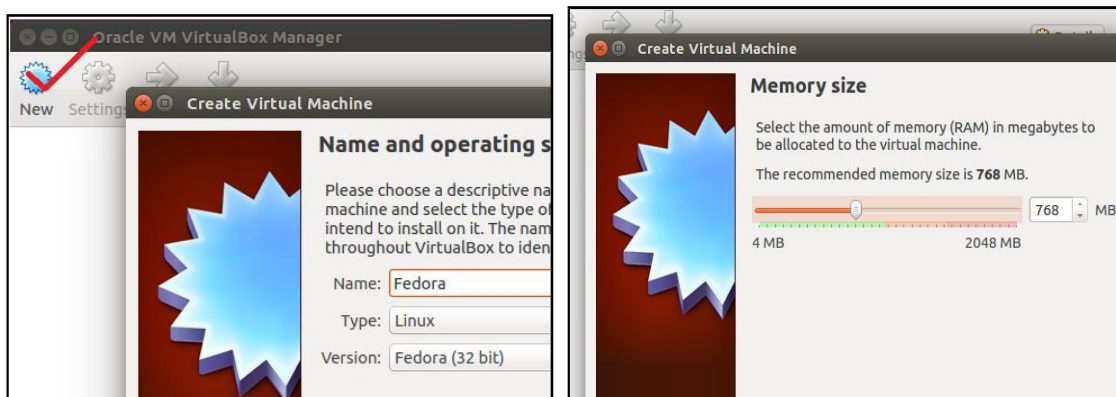 Oracle VM VirtualBox Manager
New Settings
Create Virtual Machine
Name and operating s
Please choose a descriptive na
machine and select the type of
intend to install on it. The nam
throughout VirtualBox to iden
Name: Fedora
Type: Linux
Version: Fedora (32 bit)
Create Virtual Machine
Memory size
Select the amount of memory (RAM) in megabytes to
be allocated to the virtual machine.
The recommended memory size is 768 MB.
768 MB
4 MB 2048 MB